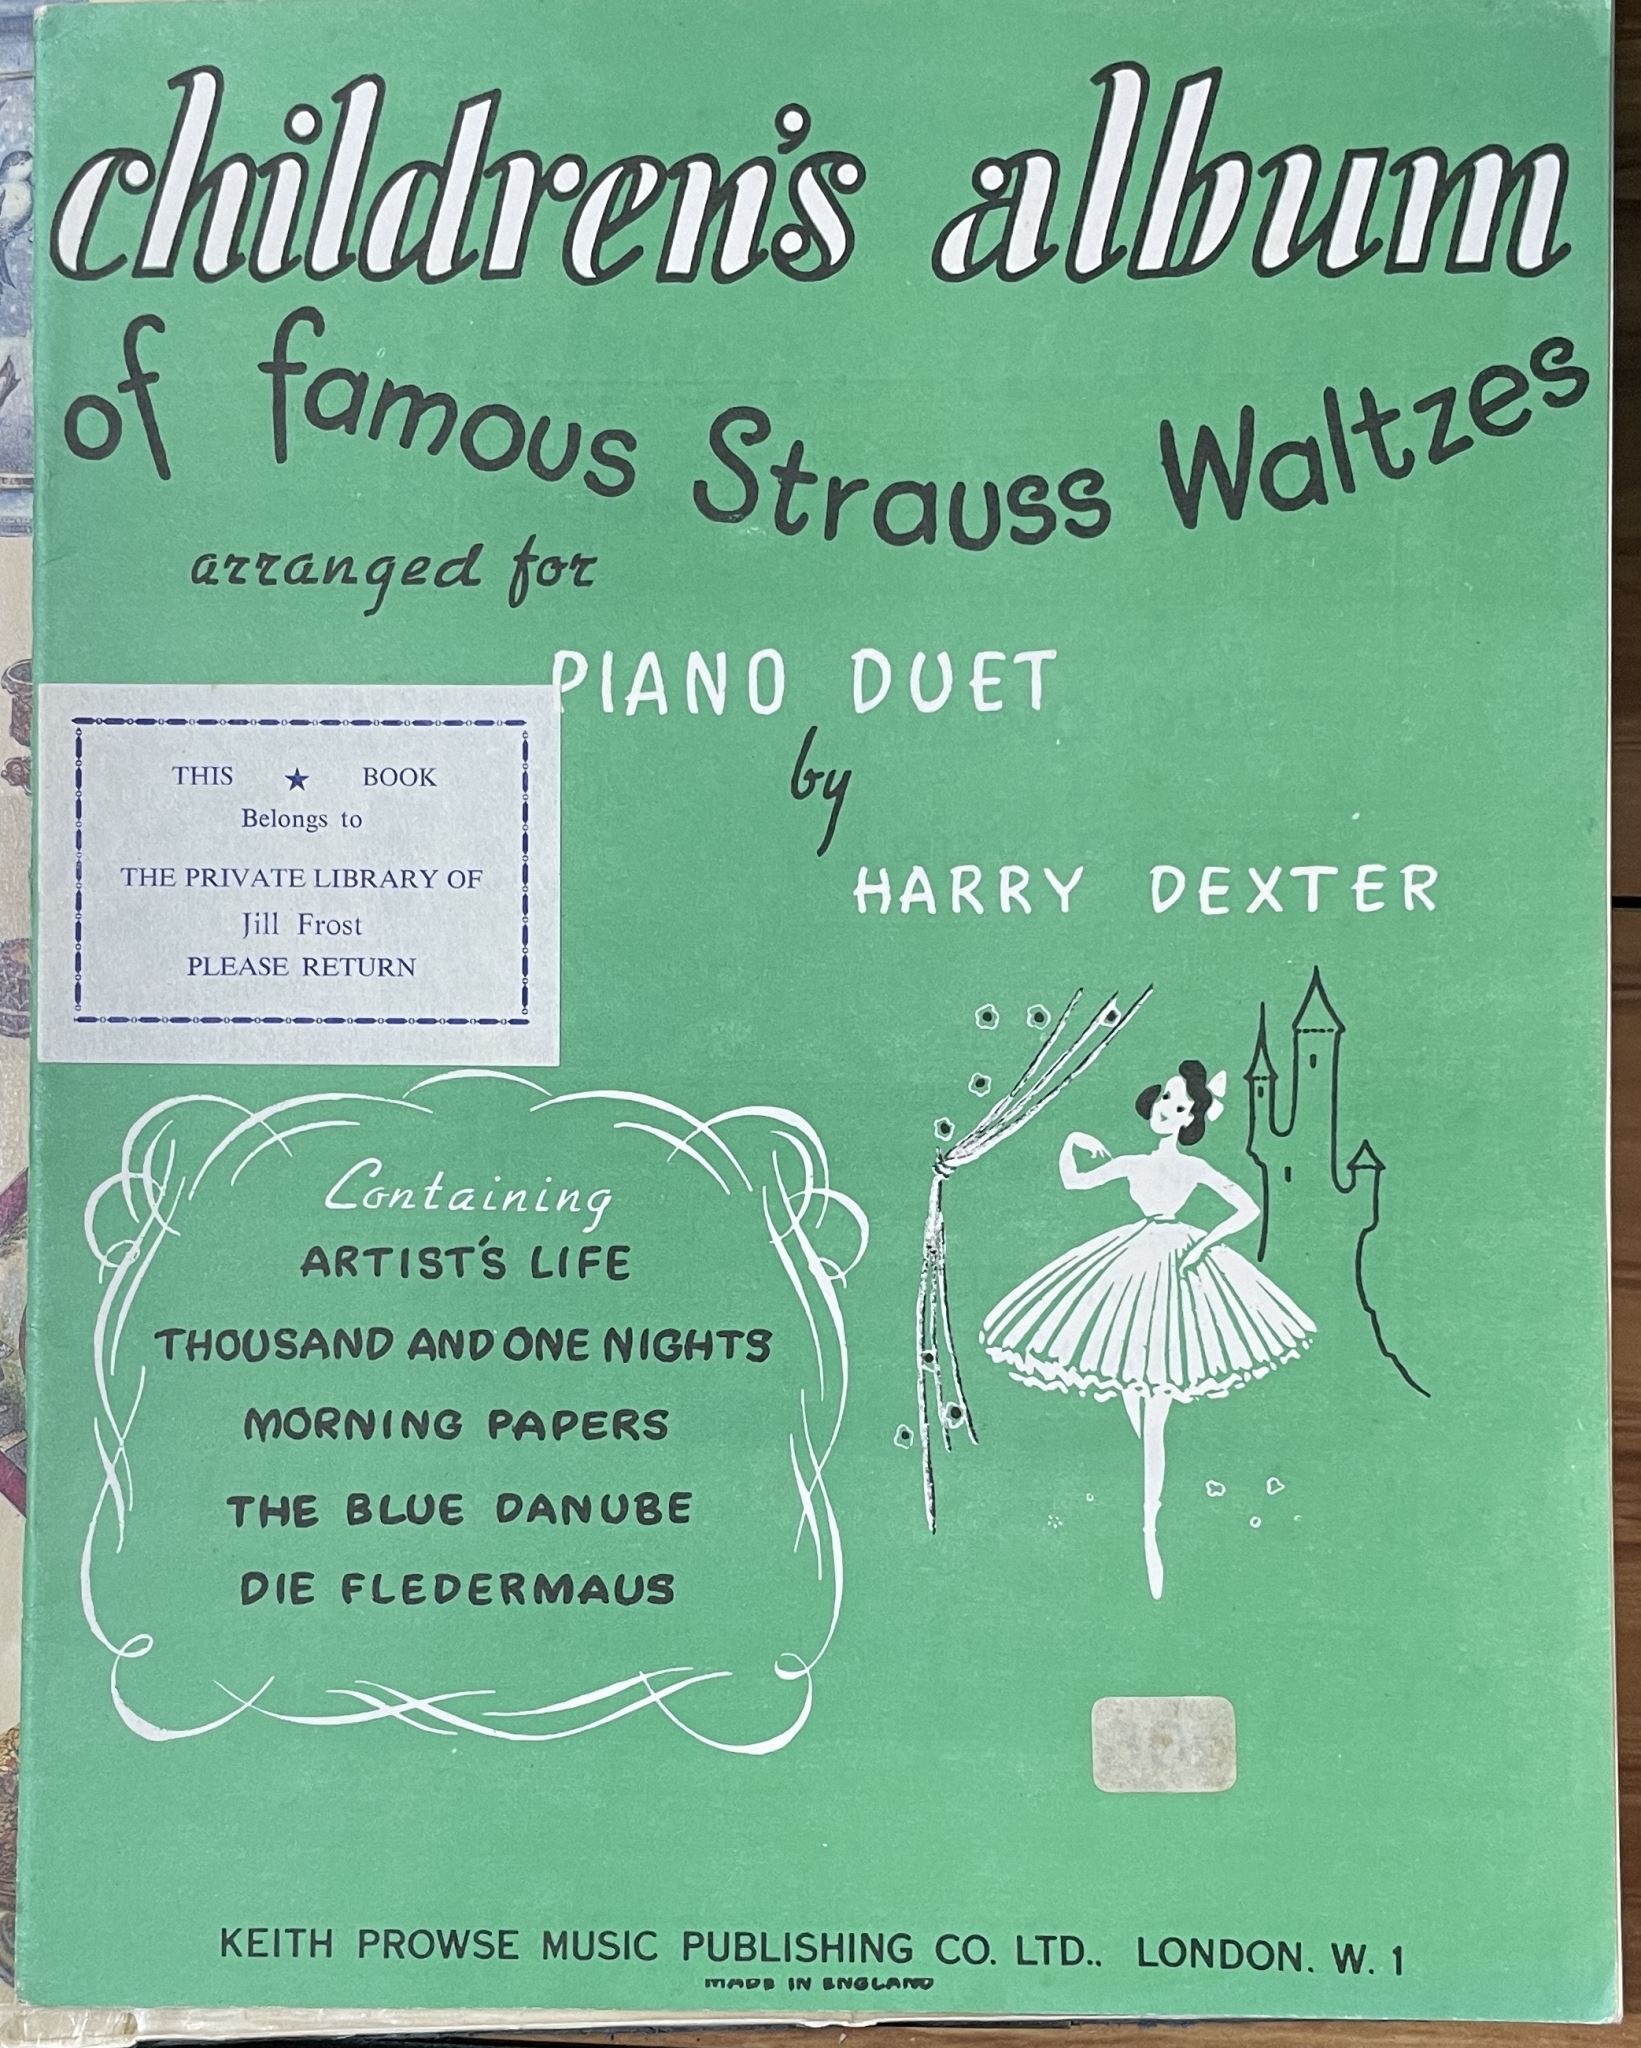 children's album
of famous Strauss Waltzes
arranged for
PIANO DUET
by
HARRY DEXTER
THIS ★ BOOK
Belongs to
THE PRIVATE LIBRARY OF
Jill Frost
PLEASE RETURN
Containing
ARTIST'S LIFE
THOUSAND AND ONE NIGHTS
MORNING PAPERS
THE BLUE DANUBE
DIE FLEDERMAUS
KEITH PROWSE MUSIC PUBLISHING CO. LTD., LONDON. W. 1
MADE IN ENGLAND